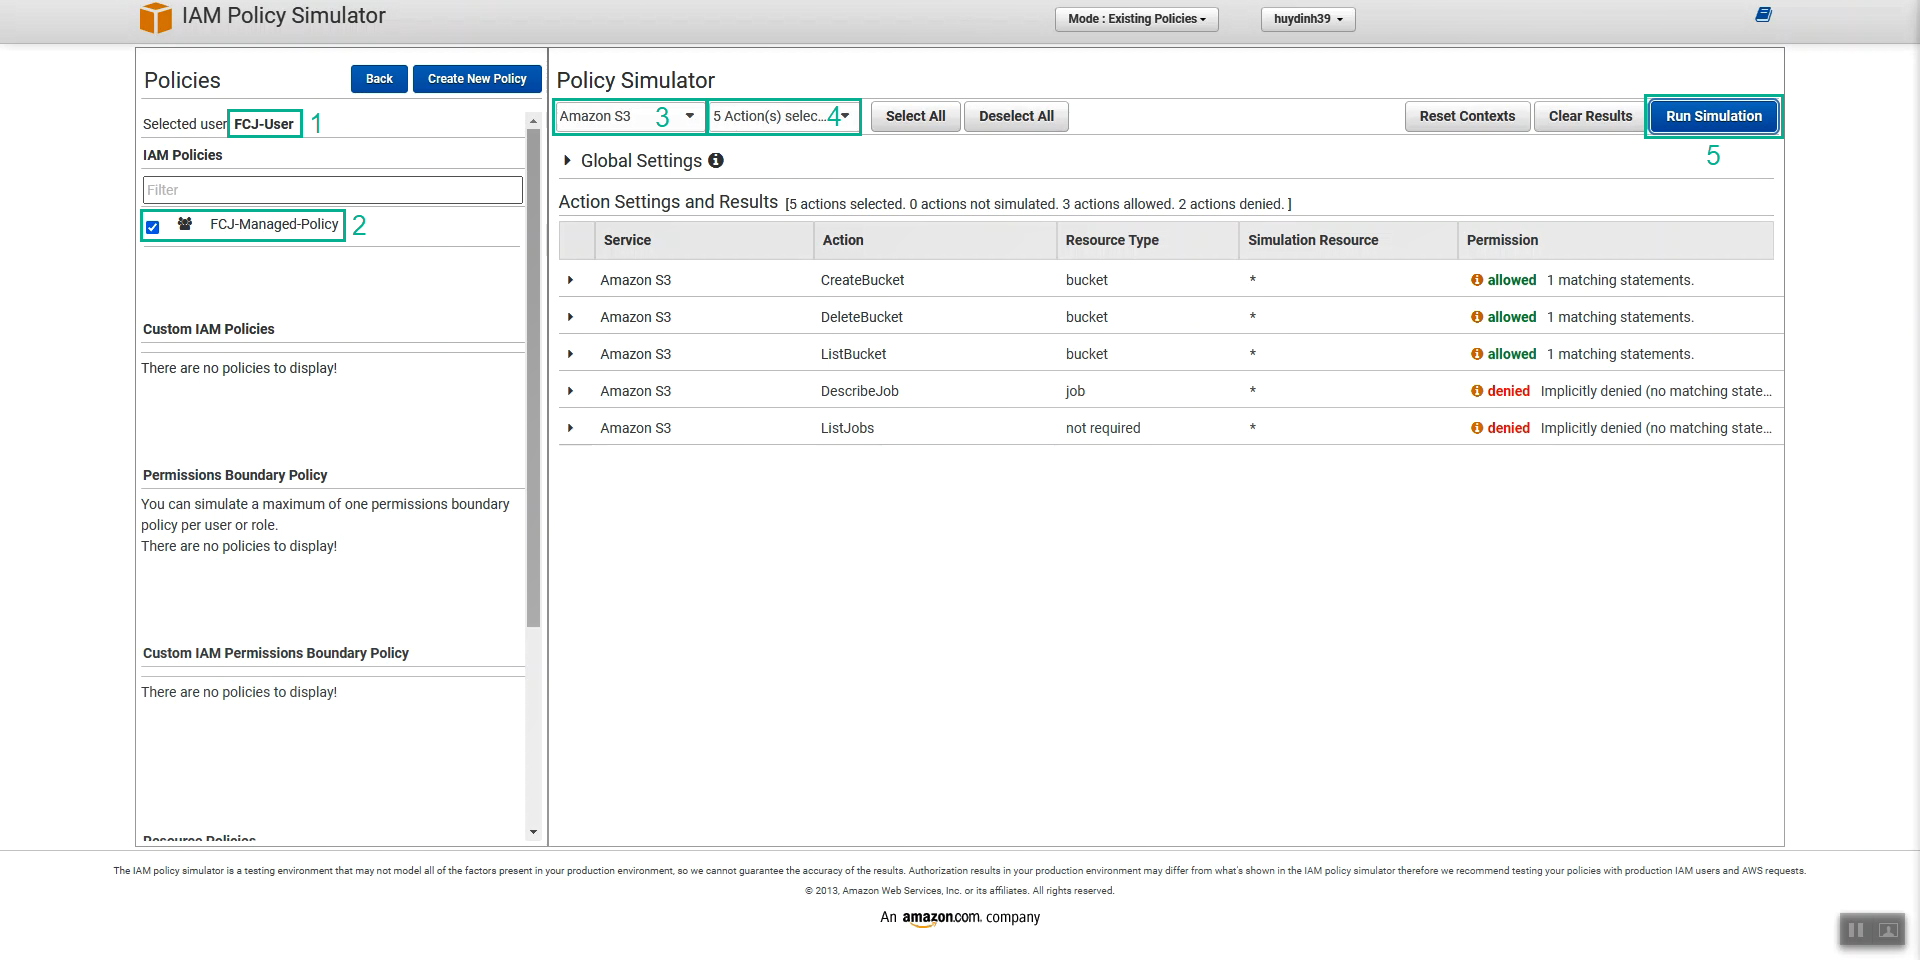 IAM Policy Simulator
Mode : Existing Policies
huydinh39
Policies
Back
Create New Policy
Selected user FCJ-User 1
IAM Policies
Filter
FCJ-Managed-Policy 2
Custom IAM Policies
There are no policies to display!
Permissions Boundary Policy
You can simulate a maximum of one permissions boundary
policy per user or role.
There are no policies to display!
Custom IAM Permissions Boundary Policy
There are no policies to display!
Resource Policies
Policy Simulator
Amazon S3 3
5 Action(s) selec... 4
Select All
Deselect All
Reset Contexts
Clear Results
Run Simulation
5
Global Settings
Action Settings and Results [5 actions selected. 0 actions not simulated. 3 actions allowed. 2 actions denied. ]
Service Action Resource Type Simulation Resource Permission
Amazon S3 CreateBucket bucket * allowed 1 matching statements.
Amazon S3 DeleteBucket bucket * allowed 1 matching statements.
Amazon S3 ListBucket bucket * allowed 1 matching statements.
Amazon S3 DescribeJob job * denied Implicitly denied (no matching state...
Amazon S3 ListJobs not required * denied Implicitly denied (no matching state...
The IAM policy simulator is a testing environment that may not model all of the factors present in your production environment, so we cannot guarantee the accuracy of the results. Authorization results in your production environment may differ from what's shown in the IAM policy simulator therefore we recommend testing your policies with production IAM users and AWS requests.
© 2013, Amazon Web Services, Inc. or its affiliates. All rights reserved.
An amazon.com. company